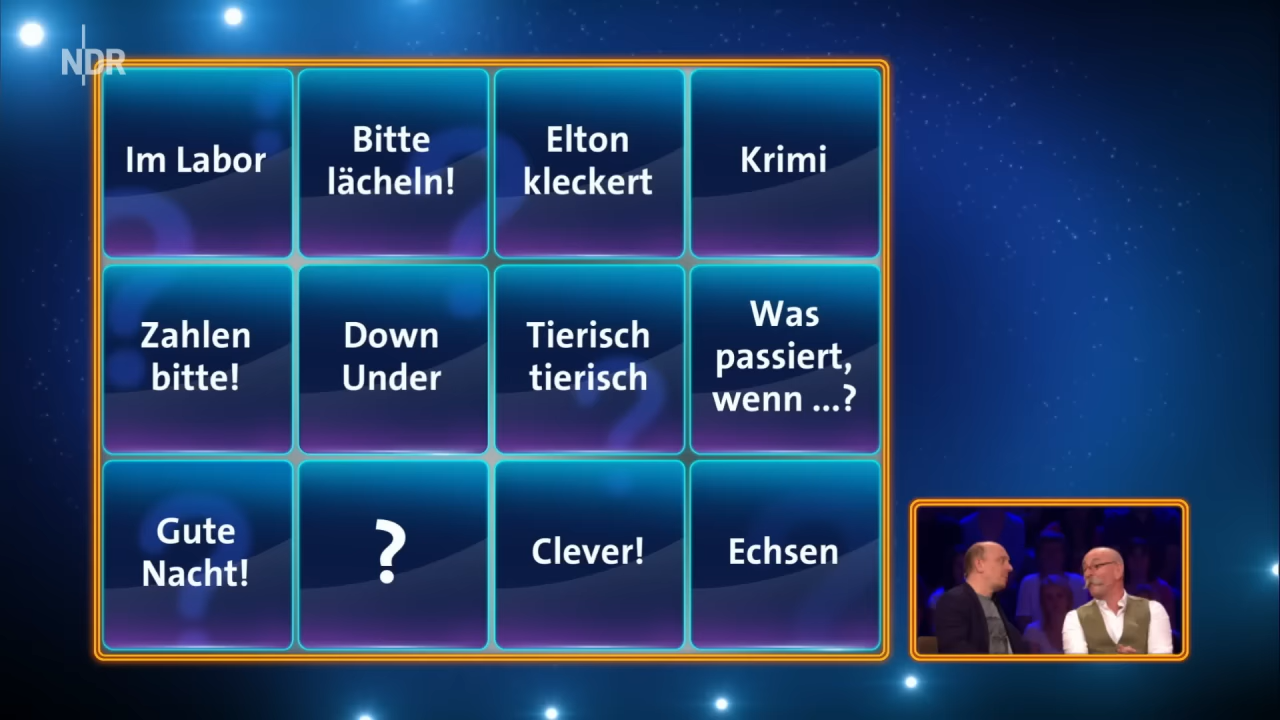 NDR
Im Labor
Bitte
lächeln!
Elton
kleckert
Krimi
Zahlen
bitte!
Down
Under
Tierisch
tierisch
Was
passiert,
wenn ...?
Gute
Nacht!
?
Clever!
Echsen